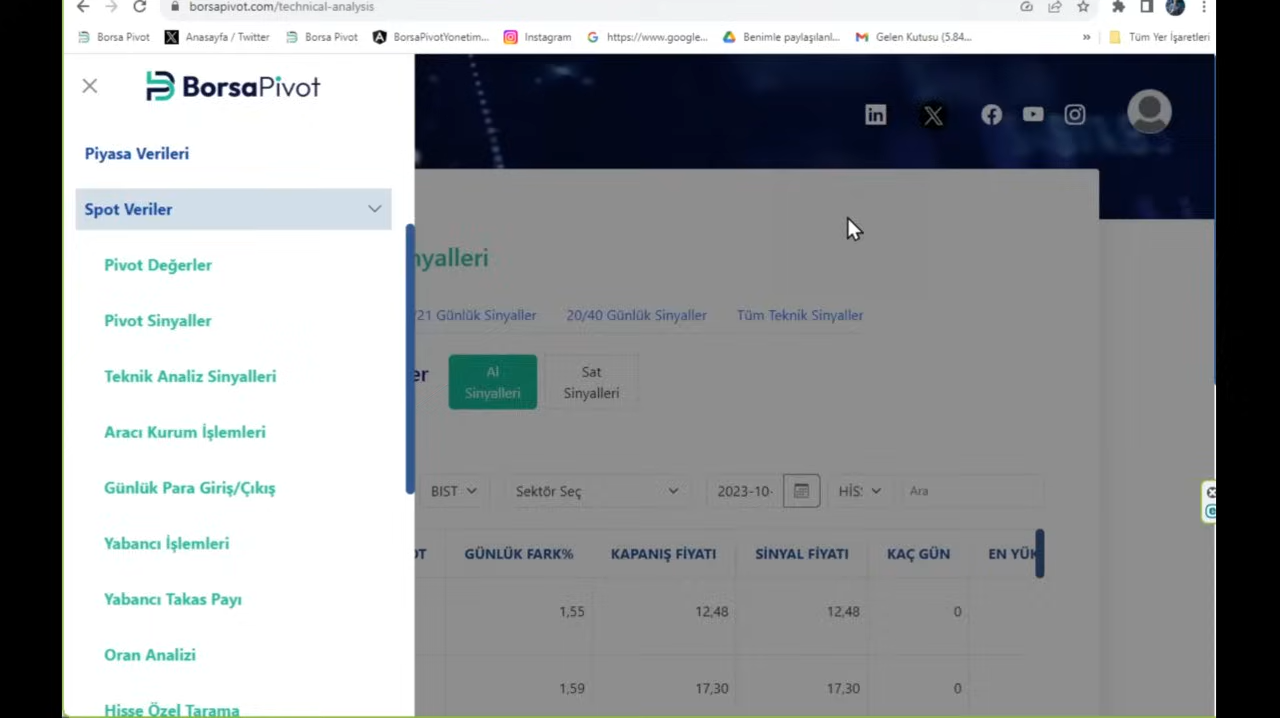 borsapivot.com/technical-analysis
Borsa Pivot
Anasayfa / Twitter
Borsa Pivot
BorsaPivotYonetim...
Instagram
https://www.google...
Benimle paylaşılanl...
Gelen Kutusu (5.84...
»
Tüm Yer İşaretleri
BorsaPivot
Piyasa Verileri
Spot Veriler
Pivot Değerler
Pivot Sinyaller
Teknik Analiz Sinyalleri
Aracı Kurum İşlemleri
Günlük Para Giriş/Çıkış
Yabancı İşlemleri
Yabancı Takas Payı
Oran Analizi
Hisse Özel Tarama
nyalleri
/21 Günlük Sinyaller
20/40 Günlük Sinyaller
Tüm Teknik Sinyaller
er
Al
Sinyalleri
Sat
Sinyalleri
BIST
Sektör Seç
2023-10-
HİS
Ara
OT
GÜNLÜK FARK%
KAPANIŞ FİYATI
SİNYAL FİYATI
KAÇ GÜN
EN YÜK
1,55
12,48
12,48
0
1,59
17,30
17,30
0